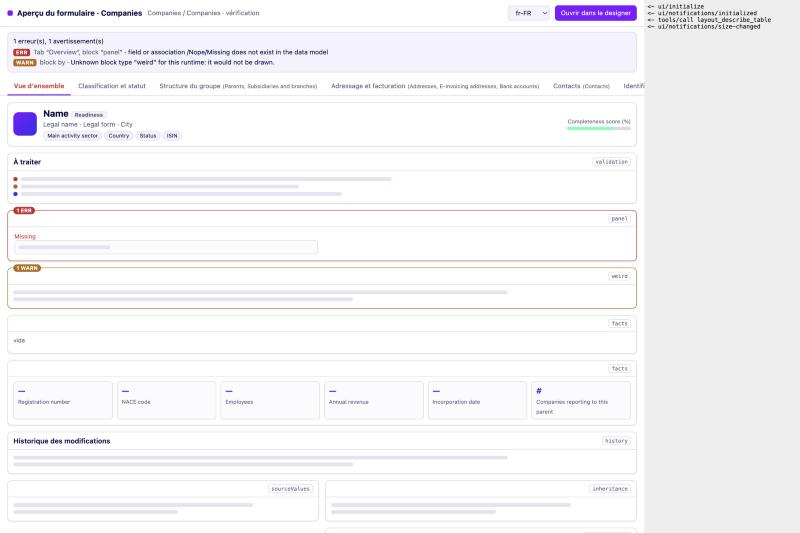 Aperçu du formulaire · Companies
Companies / Companies · vérification
fr-FR
Ouvrir dans le designer
1 erreur(s), 1 avertissement(s)
ERR Tab "Overview", block "panel" · field or association /Nope/Missing does not exist in the data model
WARN block by · Unknown block type "weird" for this runtime: it would not be drawn.
Vue d'ensemble
Classification et statut
Structure du groupe (Parents, Subsidiaries and branches)
Adressage et facturation (Addresses, E-invoicing addresses, Bank accounts)
Contacts (Contacts)
Identifi
Name Readiness
Legal name · Legal form · City
Main activity sector Country Status ISIN
Completeness score (%)
À traiter
validation
1 ERR
panel
Missing
1 WARN
weird
facts
vide
facts
—
Registration number
—
NACE code
—
Employees
—
Annual revenue
—
Incorporation date
#
Companies reporting to this
parent
Historique des modifications
history
sourceValues
inheritance
<- ui/initialize
<- ui/notifications/initialized
<- tools/call layout_describe_table
<- ui/notifications/size-changed